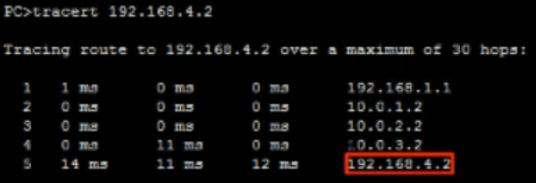 PC>tracert 192.168.4.2
Tracing route to 192.168.4.2 over a maximum of 30 hops:
1 1 ms 0 ms 0 ms 192.168.1.1
2 0 ms 0 ms 0 ms 10.0.1.2
3 0 ms 0 ms 0 ms 10.0.2.2
4 0 ms 11 ms 0 ms 10.0.3.2
5 14 ms 11 ms 12 ms 192.168.4.2